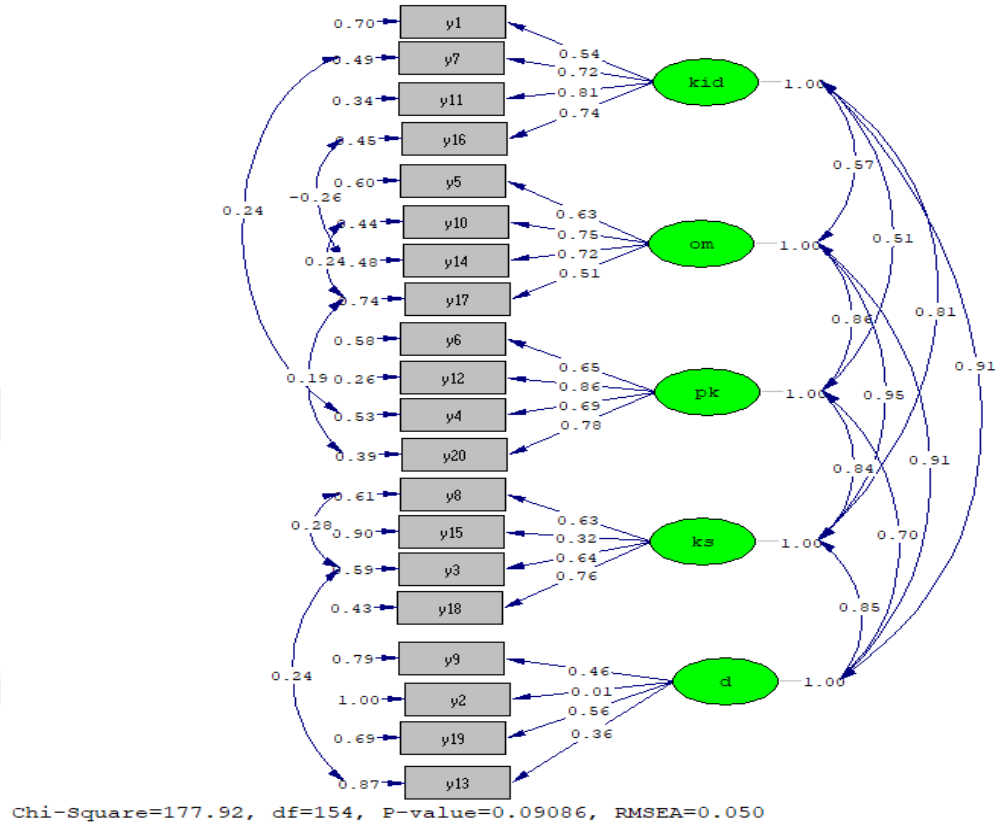 0.70 y1
0.54
0.49 y7
0.72
kid 1.00
0.34 y11
0.81
0.74
0.45 y16
0.57
0.60 y5
-0.26
0.24
0.63
0.44 y10
0.75
om 1.00
0.51
0.24 .48 y14
0.72
0.51
0.74 y17
0.86
0.81
0.58 y6
0.91
0.65
0.19 0.26 y12
0.86
pk 1.00
0.95
0.53 y4
0.69
0.78
0.39 y20
0.91
0.84
0.61 y8
0.63
0.28
0.90 y15
0.32
ks 1.00
0.70
0.59 y3
0.64
0.76
0.43 y18
0.85
0.79 y9
0.24
0.46
d 1.00
1.00 y2
0.01
0.56
0.69 y19
0.36
0.87 y13
Chi-Square=177.92, df=154, P-value=0.09086, RMSEA=0.050